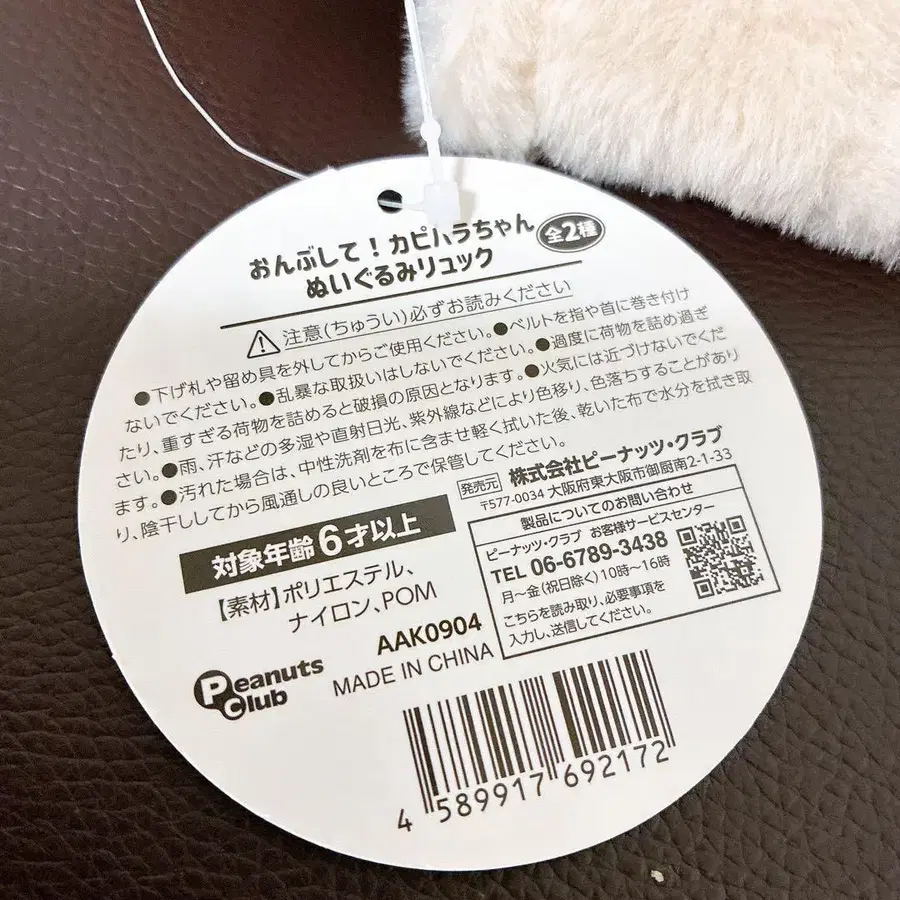 おんぶして！カピバラちゃん
ぬいぐるみリュック
全2種
注意(ちゅうい)必ずお読みください
●下げ札や留め具を外してからご使用ください。●ベルトを指や首に巻き付け
ないでください。●乱暴な取扱いはしないでください。●過度に荷物を詰め過ぎ
たり、重すぎる荷物を詰めると破損の原因となります。●火気には近づけないでくだ
さい。●雨、汗などの多湿や直射日光、紫外線などにより色移り、色落ちすることがあり
ます。●汚れた場合は、中性洗剤を布に含ませ軽く拭いた後、乾いた布で水分を拭き取
り、陰干ししてから風通しの良いところで保管してください。
対象年齢6才以上
【素材】ポリエステル、
ナイロン、POM
AAK0904
MADE IN CHINA
Peanuts
Club
発売元 株式会社ピーナッツ・クラブ
〒577-0034 大阪府東大阪市御厨南2-1-33
製品についてのお問い合わせ
ピーナッツ・クラブ お客様サービスセンター
TEL 06-6789-3438
月〜金(祝日除く)10時〜16時
こちらを読み取り、必要事項を
入力し、送信してください。
4 589917 692172